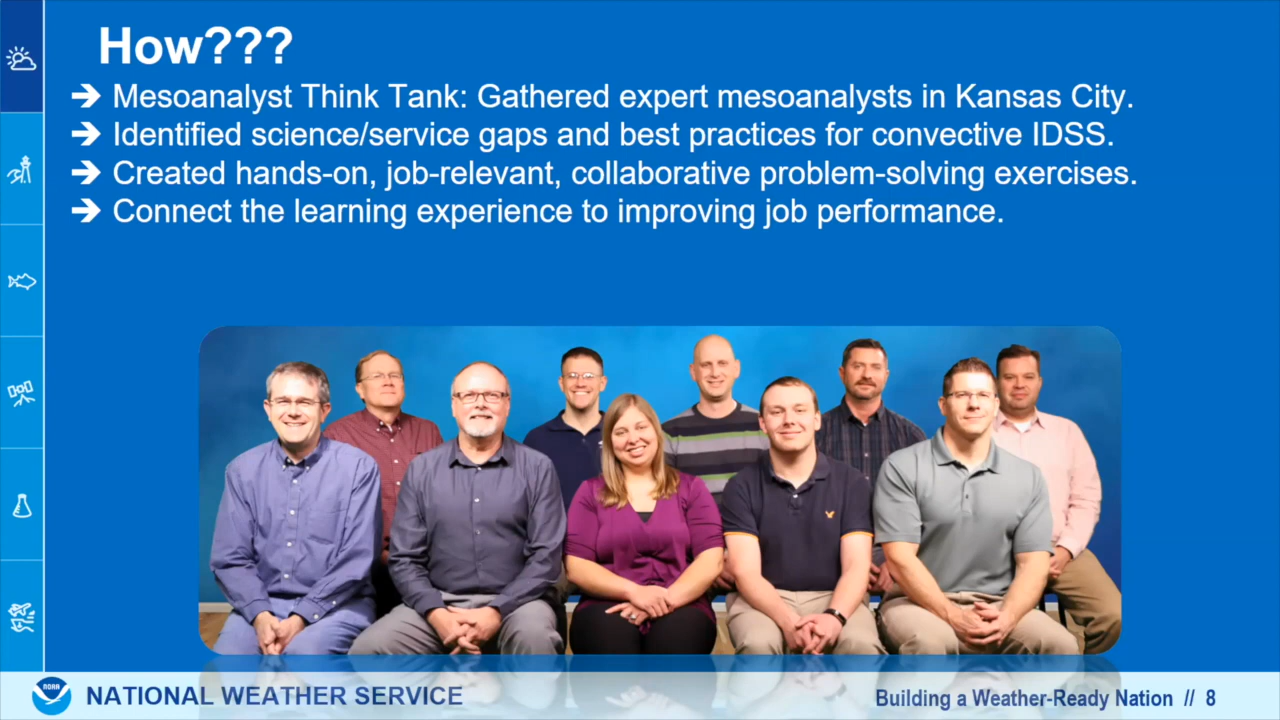 How???
➔ Mesoanalyst Think Tank: Gathered expert mesoanalysts in Kansas City.
➔ Identified science/service gaps and best practices for convective IDSS.
➔ Created hands-on, job-relevant, collaborative problem-solving exercises.
➔ Connect the learning experience to improving job performance.
NOAA
NATIONAL WEATHER SERVICE
Building a Weather-Ready Nation // 8